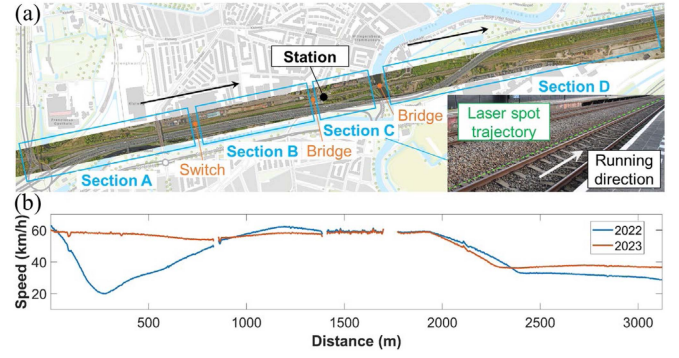 (a)
Station
Section D
Bridge
Section C
Bridge
Section B
Switch
Section A
Laser spot
trajectory
Running
direction
(b)
Speed (km/h)
60
40
20
2022
2023
500
1000
1500
2000
2500
3000
Distance (m)